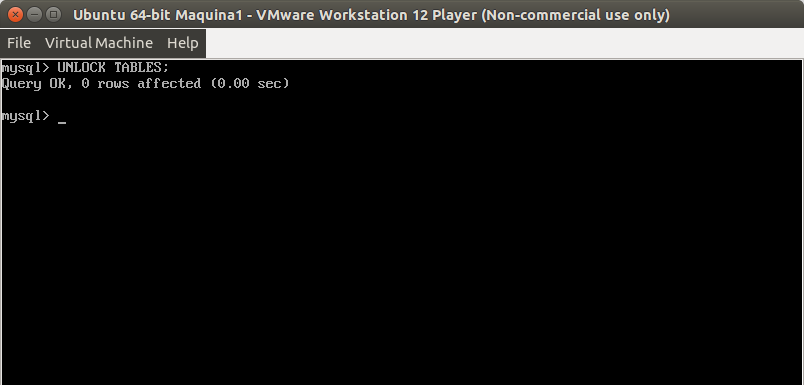 Ubuntu 64-bit Maquina1 - VMware Workstation 12 Player (Non-commercial use only)
File Virtual Machine Help
mysql> UNLOCK TABLES;
Query OK, 0 rows affected (0.00 sec)
mysql> _